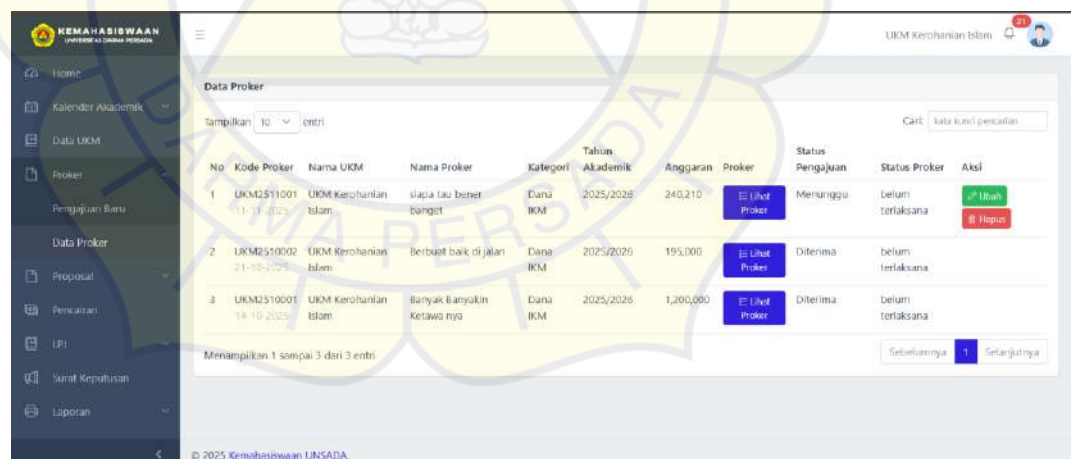 KEMAHASISWAAN
UNIVERSITAS DARMA PERSADA
UKM Kerohanian Islam
21
Home
Kalender Akademik
Data UKM
Proker
Pengajuan Baru
Data Proker
Proposal
Pencairan
LPJ
Surat Keputusan
Laporan
Data Proker
Tampilkan 10 entri
Cari: kata kunci pencarian
No Kode Proker Nama UKM Nama Proker Kategori Tahun Akademik Anggaran Proker Status Pengajuan Status Proker Aksi
1 UKM2511001 UKM Kerohanian siapa tau bener Dana 2025/2026 240,210 Lihat Menunggu belum Ubah
11-11-2025 Islam banget IKM Proker terlaksana Hapus
2 UKM2510002 UKM Kerohanian Berbuat baik di jalan Dana 2025/2026 195,000 Lihat Diterima belum
21-10-2025 Islam IKM Proker terlaksana
3 UKM2510001 UKM Kerohanian Banyak Banyakin Dana 2025/2026 1,200,000 Lihat Diterima belum
14-10-2025 Islam Ketawa nya IKM Proker terlaksana
Menampilkan 1 sampai 3 dari 3 entri
Sebelumnya 1 Selanjutnya
© 2025 Kemahasiswaan UNSADA.
MA PERSADA